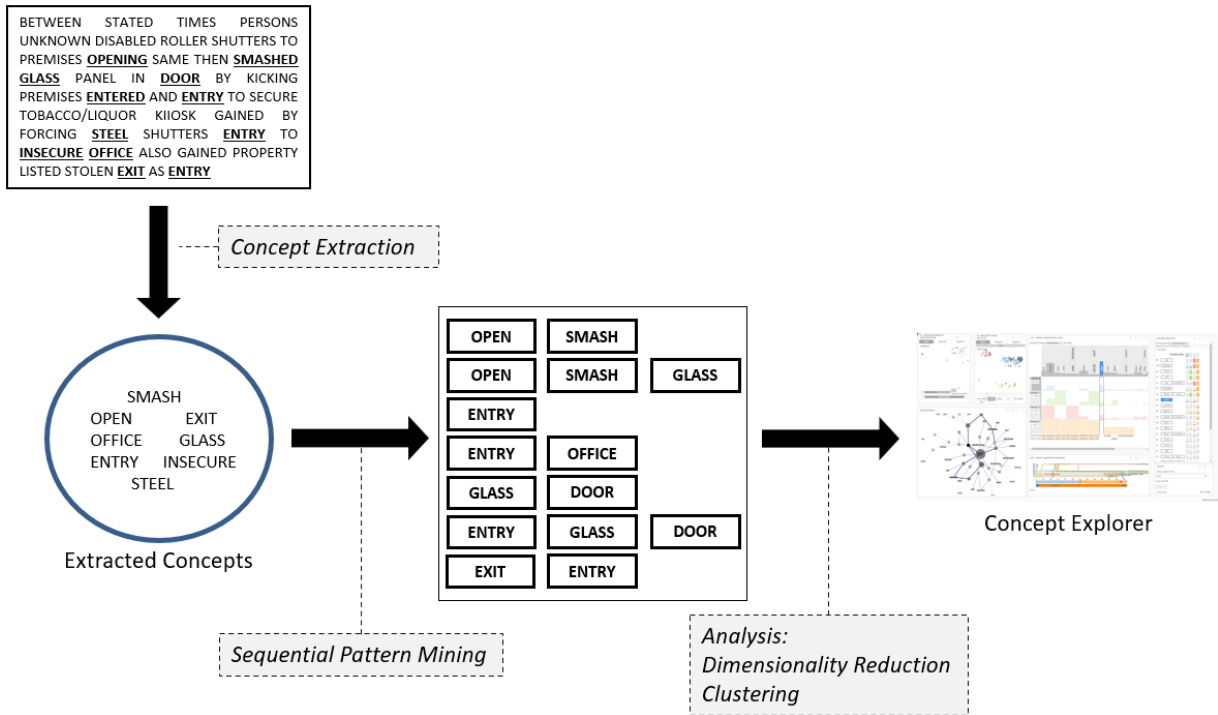 BETWEEN STATED TIMES PERSONS
UNKNOWN DISABLED ROLLER SHUTTERS TO
PREMISES OPENING SAME THEN SMASHED
GLASS PANEL IN DOOR BY KICKING
PREMISES ENTERED AND ENTRY TO SECURE
TOBACCO/LIQUOR KIIOSK GAINED BY
FORCING STEEL SHUTTERS ENTRY TO
INSECURE OFFICE ALSO GAINED PROPERTY
LISTED STOLEN EXIT AS ENTRY
Concept Extraction
SMASH
OPEN EXIT
OFFICE GLASS
ENTRY INSECURE
STEEL
Extracted Concepts
OPEN SMASH
OPEN SMASH GLASS
ENTRY
ENTRY OFFICE
GLASS DOOR
ENTRY GLASS DOOR
EXIT ENTRY
Sequential Pattern Mining
Concept Explorer
Analysis:
Dimensionality Reduction
Clustering